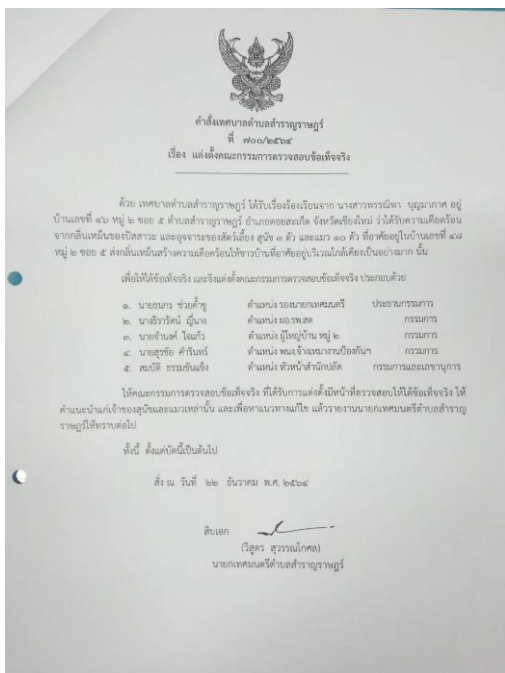 คำสั่งเทศบาลตำบลสำราญราษฎร์
ที่ ๗๐๐/๒๕๖๔
เรื่อง แต่งตั้งคณะกรรมการตรวจสอบข้อเท็จจริง
ด้วย เทศบาลตำบลสำราญราษฎร์ ได้รับเรื่องร้องเรียนจาก นางสาวพรรณิพา บุญมากาศ อยู่
บ้านเลขที่ ๔๖ หมู่ ๒ ซอย ๕ ตำบลสำราญราษฎร์ อำเภอดอยสะเก็ด จังหวัดเชียงใหม่ ว่าได้รับความเดือดร้อน
จากกลิ่นเหม็นของปัสสาวะ และอุจจาระของสัตว์เลี้ยง สุนัข ๓ ตัว และแมว ๑๐ ตัว ที่อาศัยอยู่ในบ้านเลขที่ ๔๘
หมู่ ๒ ซอย ๕ ส่งกลิ่นเหม็นสร้างความเดือดร้อนให้ชาวบ้านที่อาศัยอยู่บริเวณใกล้เคียงเป็นอย่างมาก นั้น
เพื่อให้ได้ข้อเท็จจริง และจึงแต่งตั้งคณะกรรมการตรวจสอบข้อเท็จจริง ประกอบด้วย
๑. นายธนกร ช่วยค้ำชู ตำแหน่ง รองนายกเทศมนตรี ประธานกรรมการ
๒. นางธิรารัตน์ ญี่นาง ตำแหน่ง ผอ.รพ.สต กรรมการ
๓. นายจำนงค์ ใจแก้ว ตำแหน่ง ผู้ใหญ่บ้าน หมู่ ๒ กรรมการ
๔. นายสุรชัย คำรินทร์ ตำแหน่ง พนง.จ้างเหมางานป้องกันฯ กรรมการ
๕. สมบัติ ธรรมขันแข็ง ตำแหน่ง หัวหน้าสำนักปลัด กรรมการและเลขานุการ
ให้คณะกรรมการตรวจสอบข้อเท็จจริง ที่ได้รับการแต่งตั้งมีหน้าที่ตรวจสอบให้ได้ข้อเท็จจริง ให้
คำแนะนำแก่เจ้าของสุนัขและแมวเหล่านั้น และเพื่อหาแนวทางแก้ไข แล้วรายงานนายกเทศมนตรีตำบลสำราญ
ราษฎร์ให้ทราบต่อไป
ทั้งนี้ ตั้งแต่บัดนี้เป็นต้นไป
สั่ง ณ วันที่ ๒๒ ธันวาคม พ.ศ. ๒๕๖๔
สิบเอก
(วิสูตร สุวรรณโกศล)
นายกเทศมนตรีตำบลสำราญราษฎร์